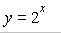 y = 2^x